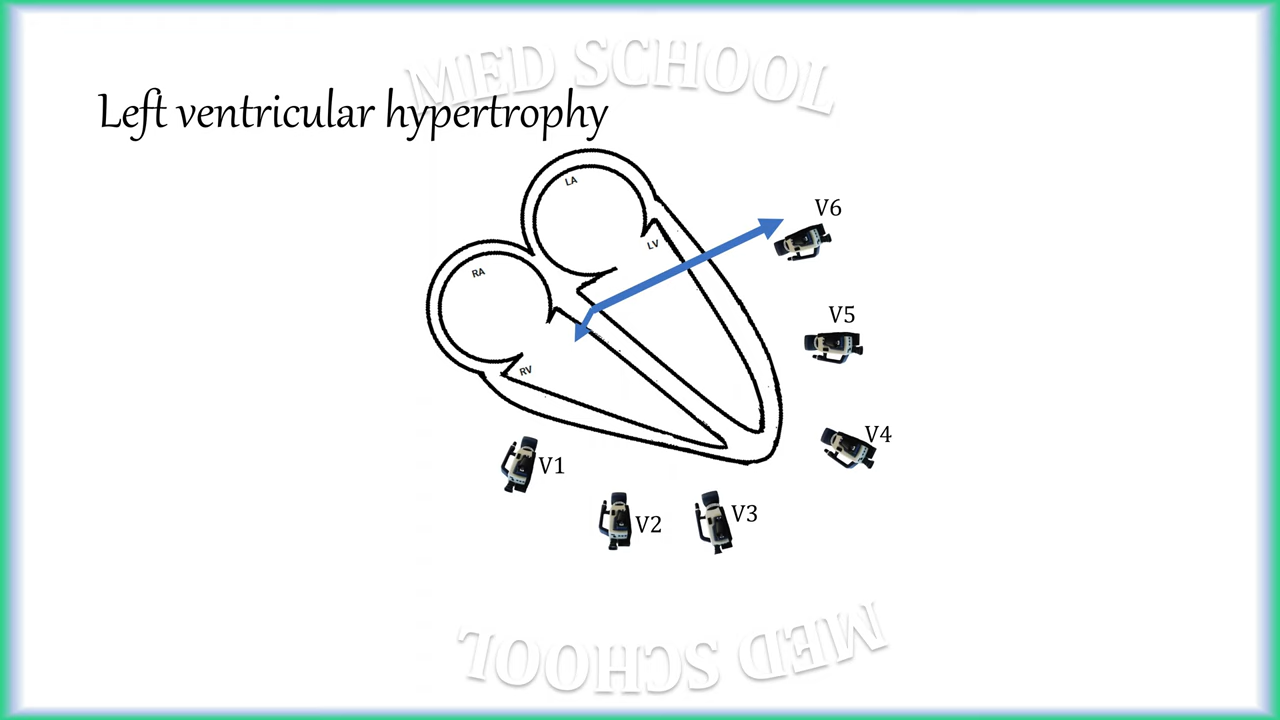 MED SCHOOL
Left ventricular hypertrophy
LA
V6
LV
RA
V5
RV
V4
V1
V2
V3
MED SCHOOL